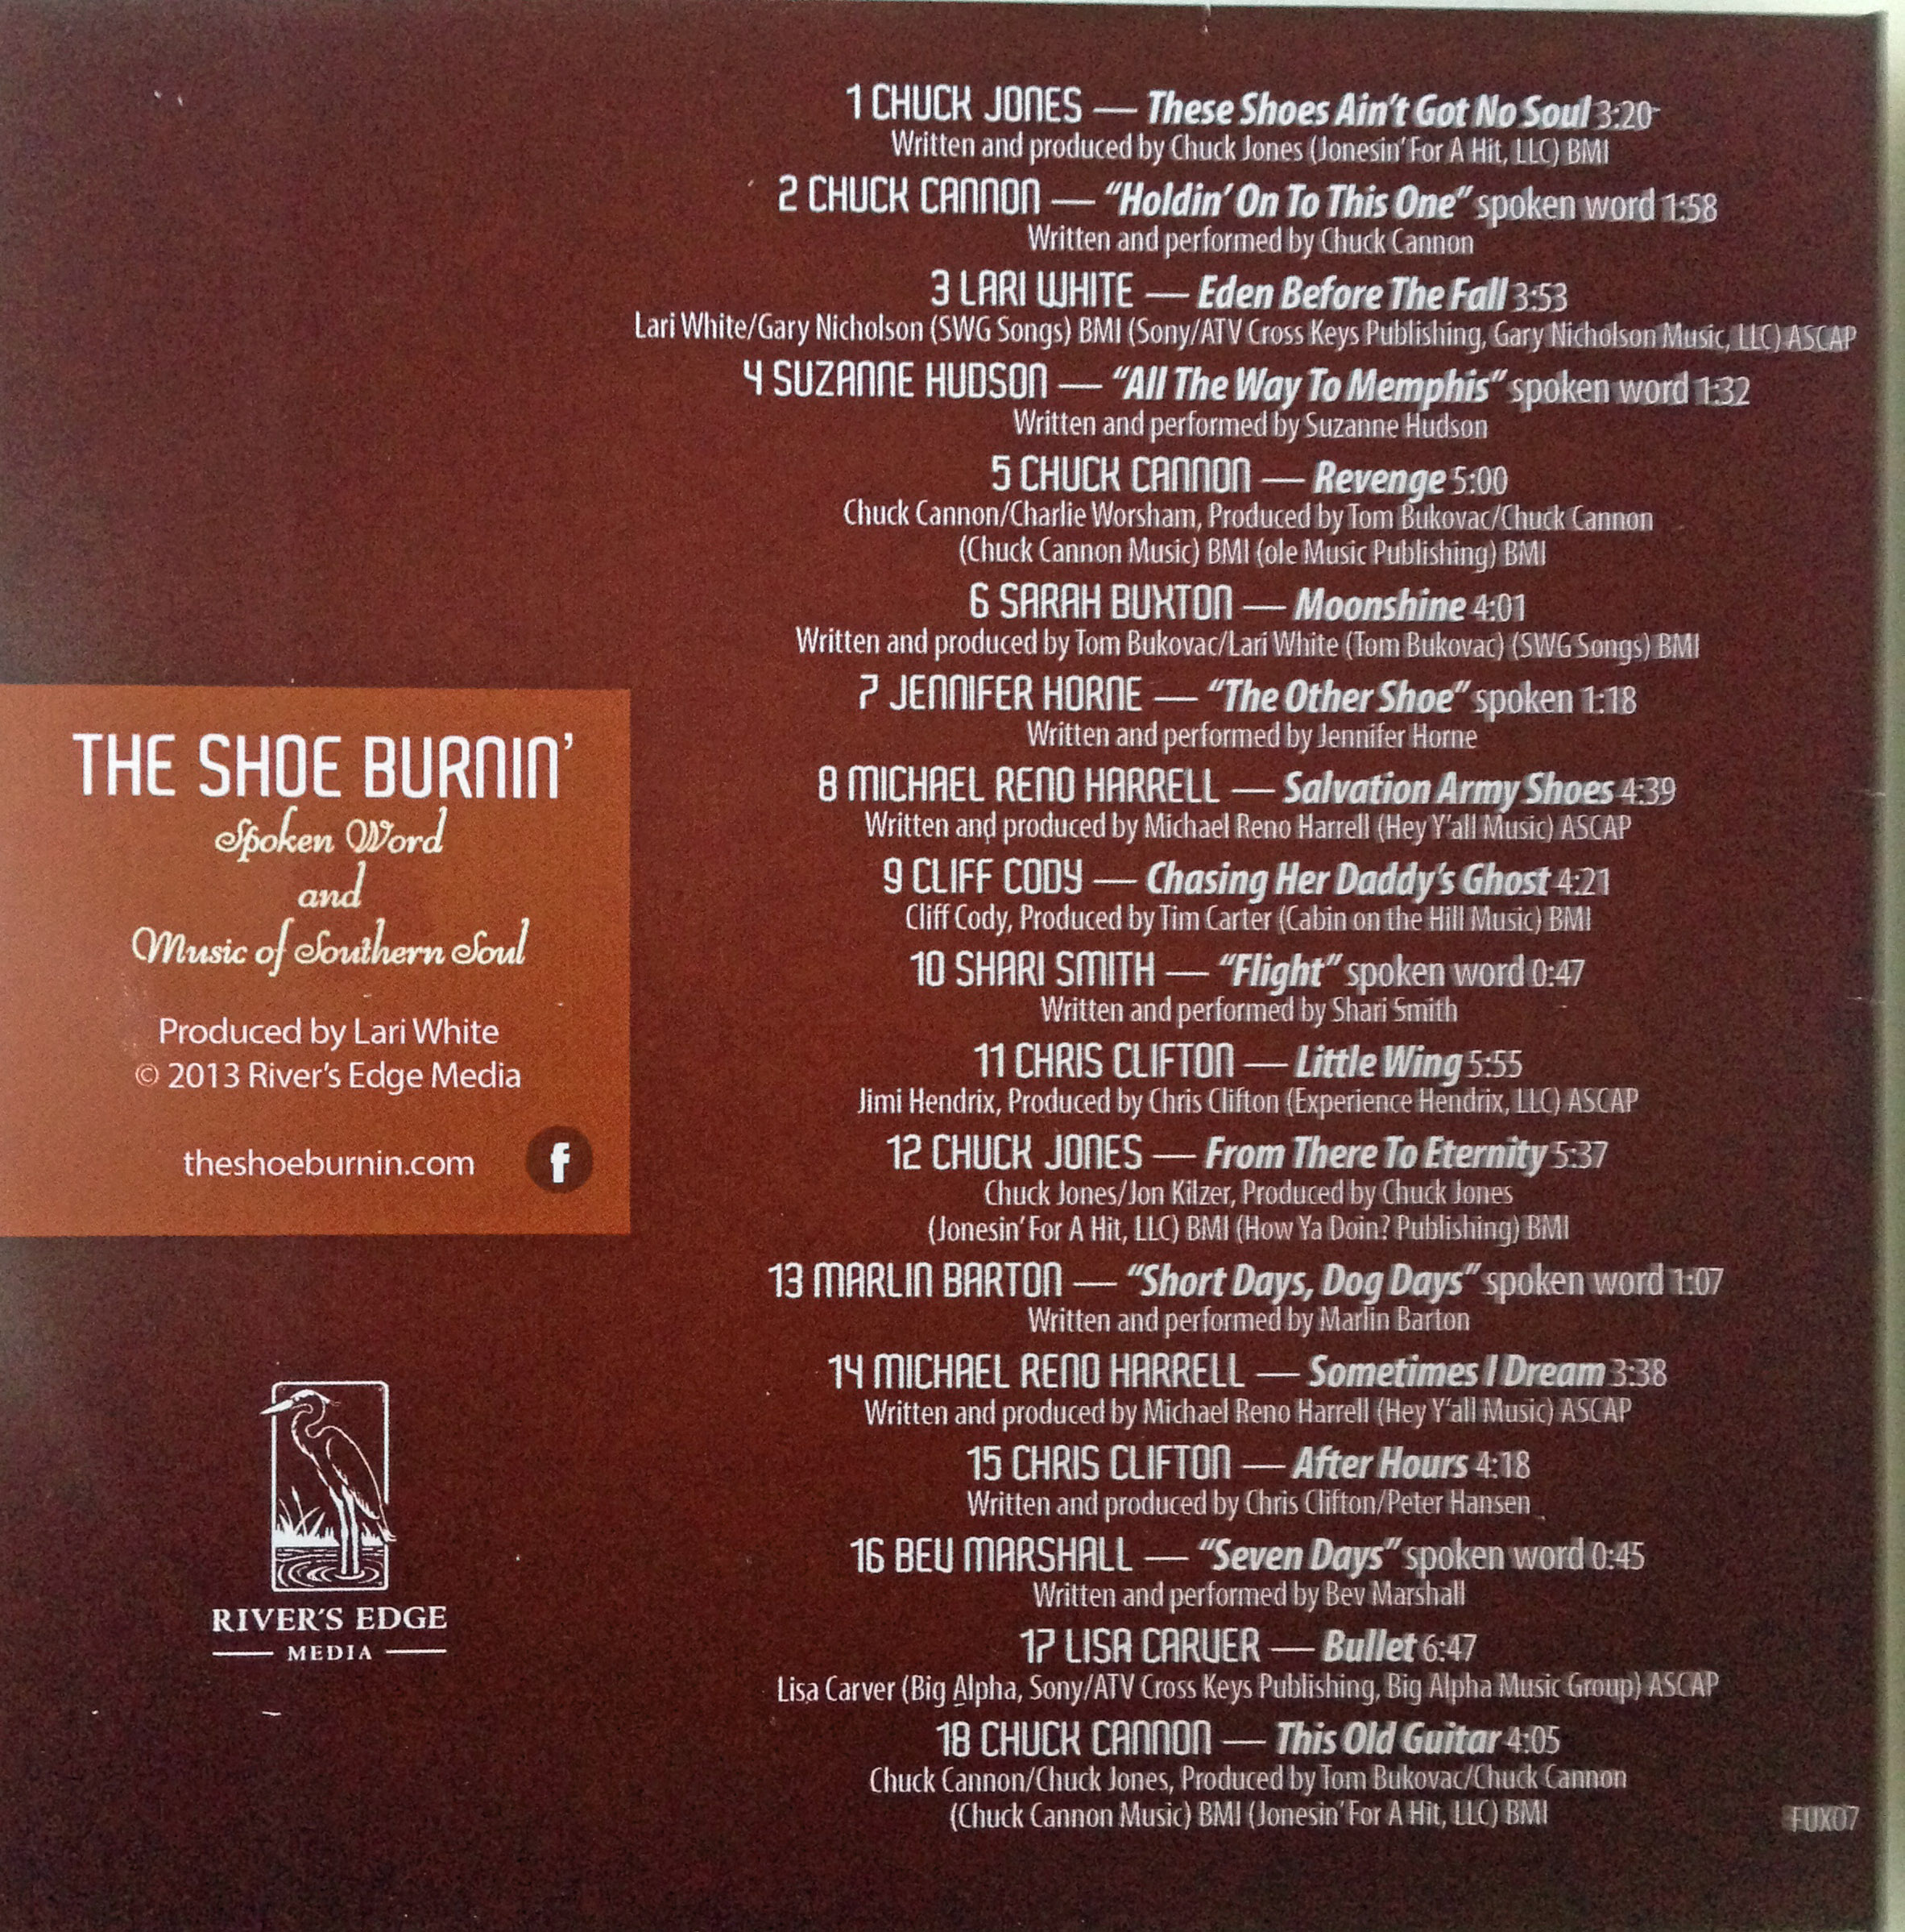 1 CHUCK JONES — These Shoes Ain't Got No Soul 3:20
Written and produced by Chuck Jones (Jonesin' For A Hit, LLC) BMI
2 CHUCK CANNON — "Holdin' On To This One" spoken word 1:58
Written and performed by Chuck Cannon
3 LARI WHITE — Eden Before The Fall 3:53
Lari White/Gary Nicholson (SWG Songs) BMI (Sony/ATV Cross Keys Publishing, Gary Nicholson Music, LLC) ASCAP
4 SUZANNE HUDSON — "All The Way To Memphis" spoken word 1:32
Written and performed by Suzanne Hudson
5 CHUCK CANNON — Revenge 5:00
Chuck Cannon/Charlie Worsham, Produced by Tom Bukovac/Chuck Cannon
(Chuck Cannon Music) BMI (ole Music Publishing) BMI
6 SARAH BUXTON — Moonshine 4:01
Written and produced by Tom Bukovac/Lari White (Tom Bukovac) (SWG Songs) BMI
7 JENNIFER HORNE — "The Other Shoe" spoken 1:18
Written and performed by Jennifer Horne
8 MICHAEL RENO HARRELL — Salvation Army Shoes 4:39
Written and produced by Michael Reno Harrell (Hey Y'all Music) ASCAP
9 CLIFF CODY — Chasing Her Daddy's Ghost 4:21
Cliff Cody, Produced by Tim Carter (Cabin on the Hill Music) BMI
10 SHARI SMITH — "Flight" spoken word 0:47
Written and performed by Shari Smith
11 CHRIS CLIFTON — Little Wing 5:55
Jimi Hendrix, Produced by Chris Clifton (Experience Hendrix, LLC) ASCAP
12 CHUCK JONES — From There To Eternity 5:37
Chuck Jones/Jon Kilzer, Produced by Chuck Jones
(Jonesin' For A Hit, LLC) BMI (How Ya Doin? Publishing) BMI
13 MARLIN BARTON — "Short Days, Dog Days" spoken word 1:07
Written and performed by Marlin Barton
14 MICHAEL RENO HARRELL — Sometimes I Dream 3:38
Written and produced by Michael Reno Harrell (Hey Y'all Music) ASCAP
15 CHRIS CLIFTON — After Hours 4:18
Written and produced by Chris Clifton/Peter Hansen
16 BEV MARSHALL — "Seven Days" spoken word 0:45
Written and performed by Bev Marshall
17 LISA CARVER — Bullet 6:47
Lisa Carver (Big Alpha, Sony/ATV Cross Keys Publishing, Big Alpha Music Group) ASCAP
18 CHUCK CANNON — This Old Guitar 4:05
Chuck Cannon/Chuck Jones, Produced by Tom Bukovac/Chuck Cannon
(Chuck Cannon Music) BMI (Jonesin' For A Hit, LLC) BMI
FUX07
THE SHOE BURNIN'
Spoken Word
and
Music of Southern Soul
Produced by Lari White
© 2013 River's Edge Media
theshoeburnin.com f
RIVER'S EDGE
MEDIA